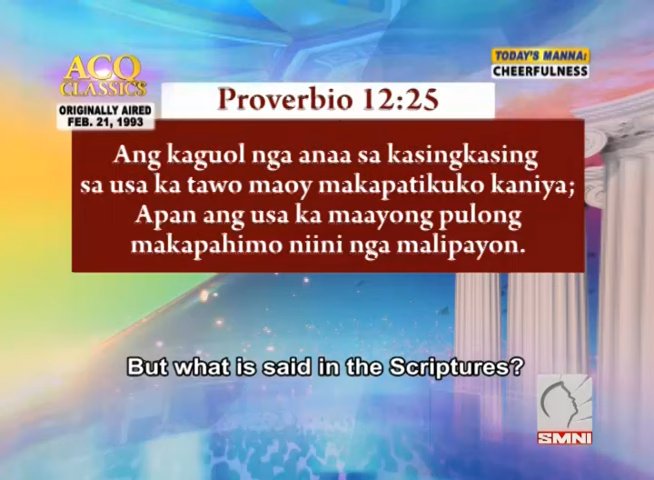 ACQ
CLASSICS
ORIGINALLY AIRED
FEB. 21, 1993
TODAY'S MANNA:
CHEERFULNESS
Proverbio 12:25
Ang kaguol nga anaa sa kasingkasing
sa usa ka tawo maoy makapatikuko kaniya;
Apan ang usa ka maayong pulong
makapahimo niini nga malipayon.
But what is said in the Scriptures?
SMNI